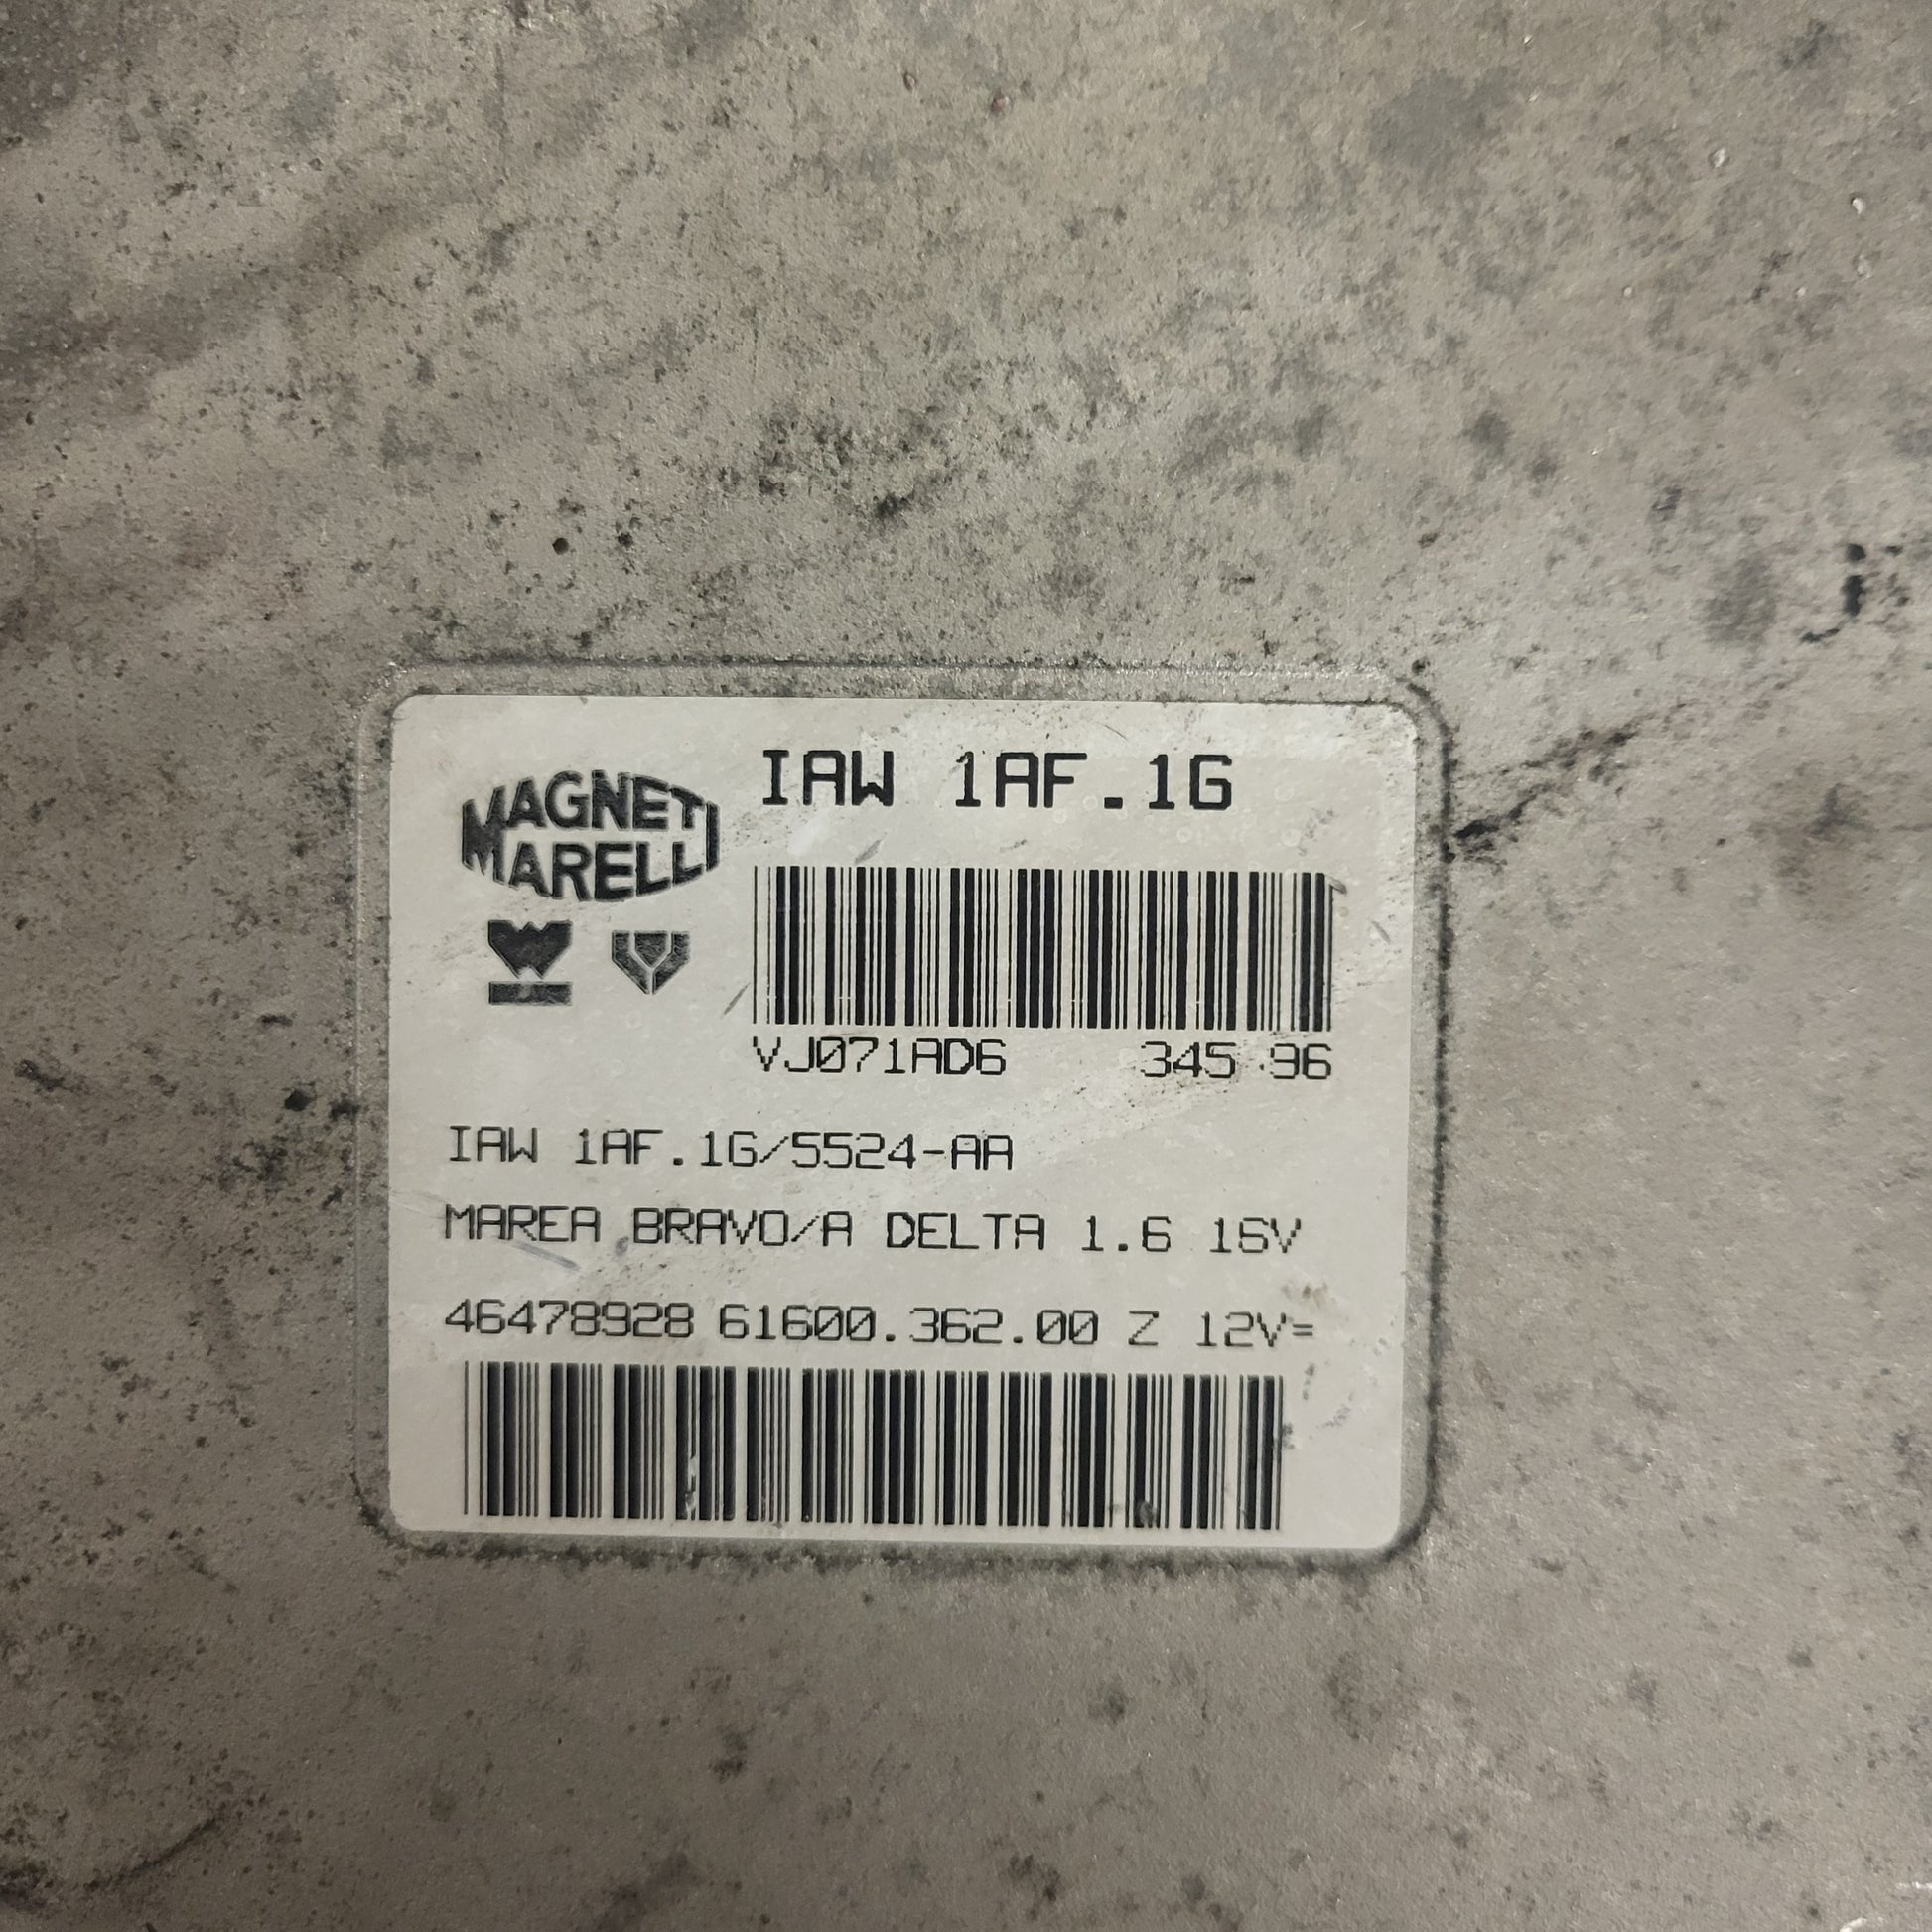 IAW 1AF.1G
MAGNETI
MARELLI
VJ071AD6 345 96
IAW 1AF.1G/5524-AA
MAREA BRAVO/A DELTA 1.6 16V
46478928 61600.362.00 Z 12V=